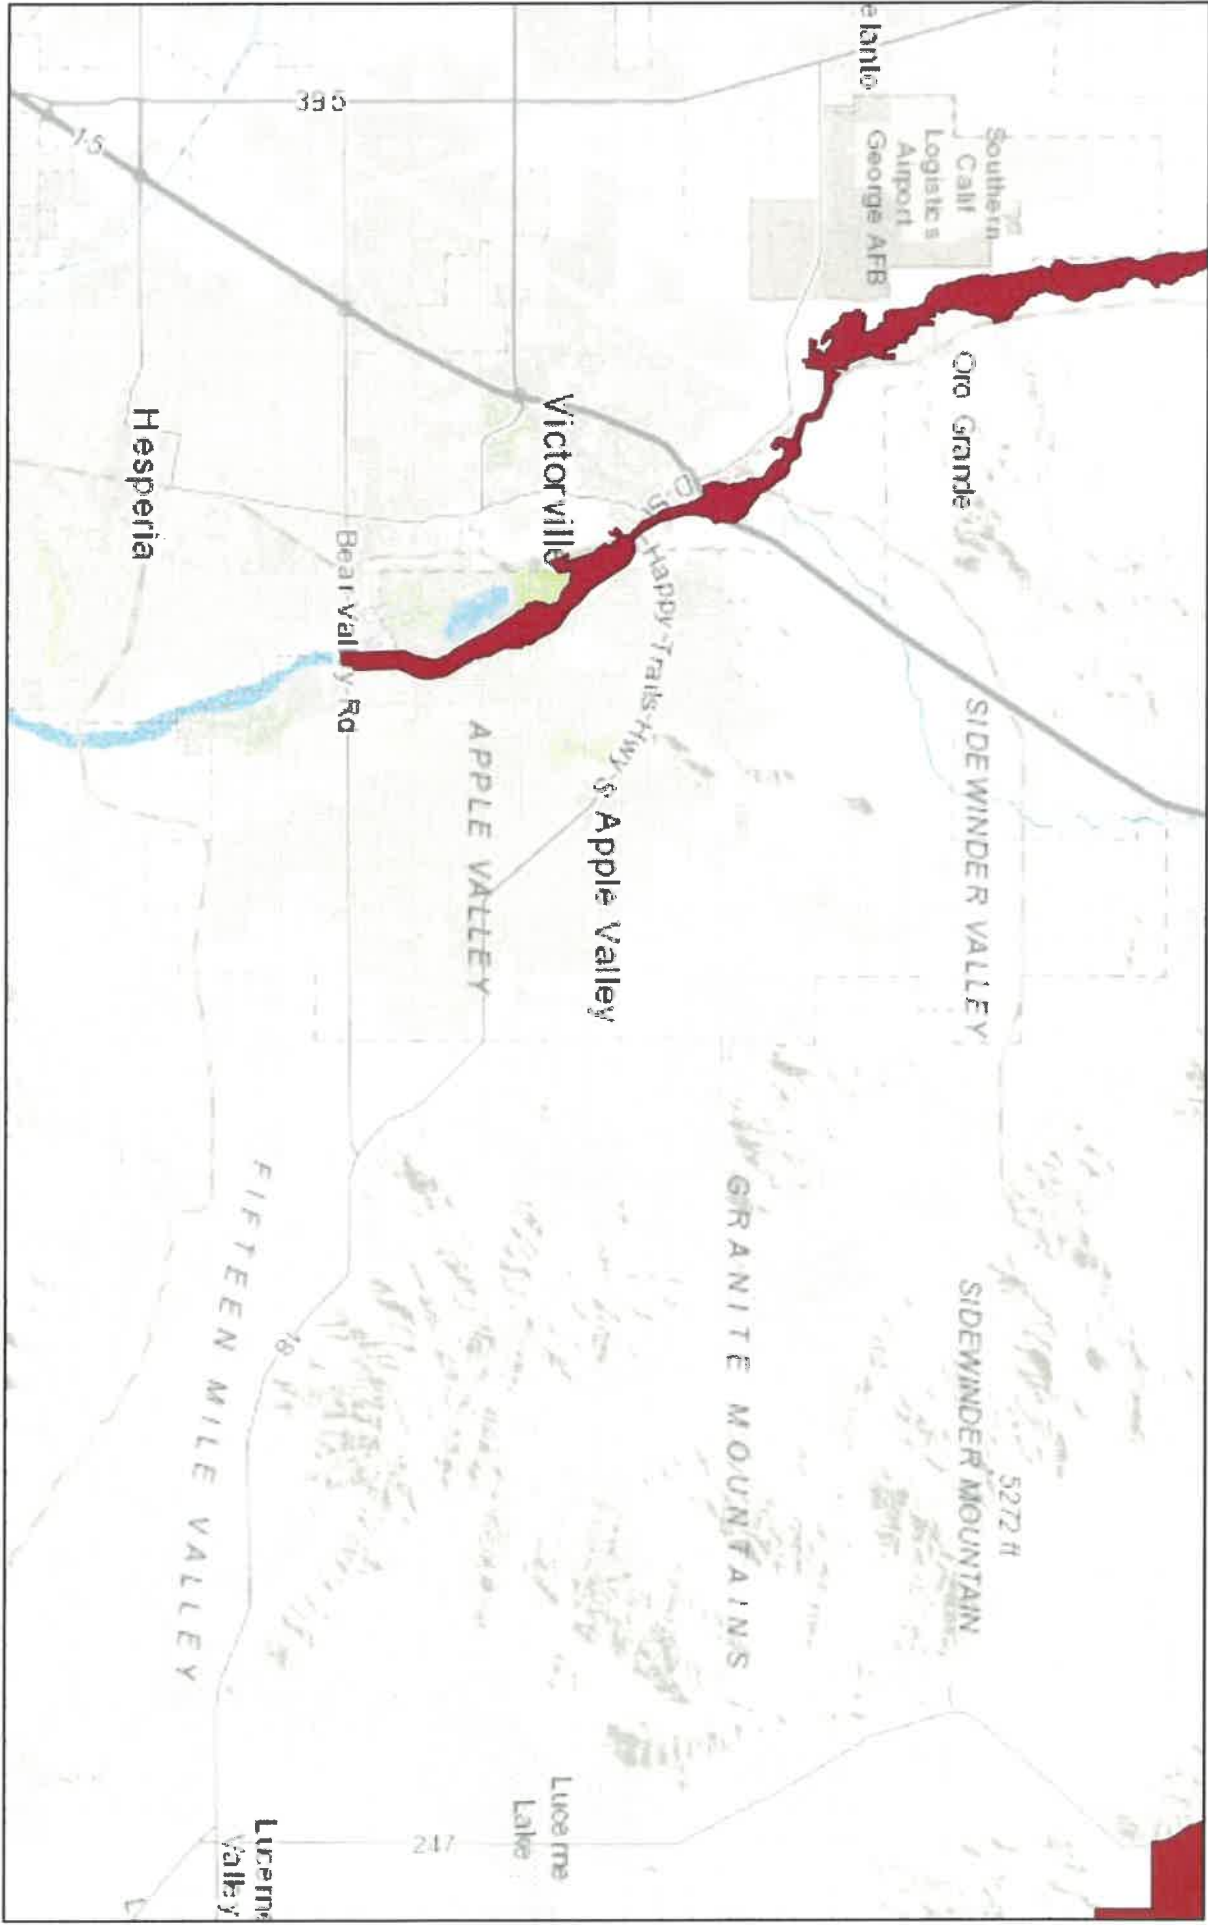 elanto
Southern
Calif
Logistics
Airport
George AFB
Oro Grande
395
15
15
Victorville
Happy Trails Hwy
Hesperia
Bear Valley Rd
SIDEWINDER VALLEY
Apple Valley
APPLE VALLEY
5272 ft
SIDEWINDER MOUNTAIN
GRANITE MOUNTAINS
18
FIFTEEN MILE VALLEY
Lucerne
Lake
247
Lucerne
Valley